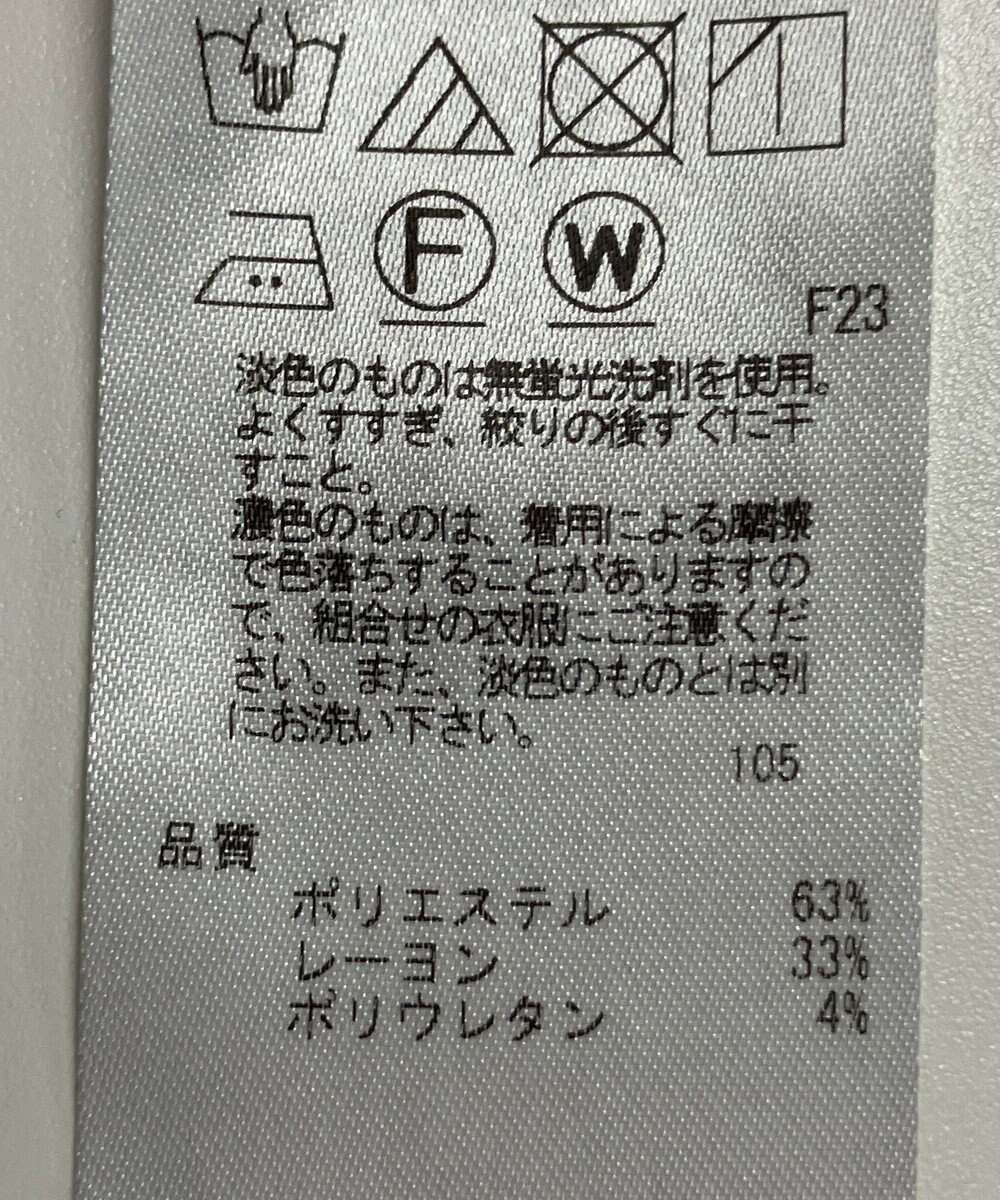 F W
F23
淡色のものは無蛍光洗剤を使用。
よくすすぎ、絞りの後すぐに干
すこと。
濃色のものは、着用による摩擦
で色落ちすることがありますの
で、組合せの衣服にご注意くだ
さい。また、淡色のものとは別
にお洗い下さい。
105
品質
ポリエステル 63%
レーヨン 33%
ポリウレタン 4%